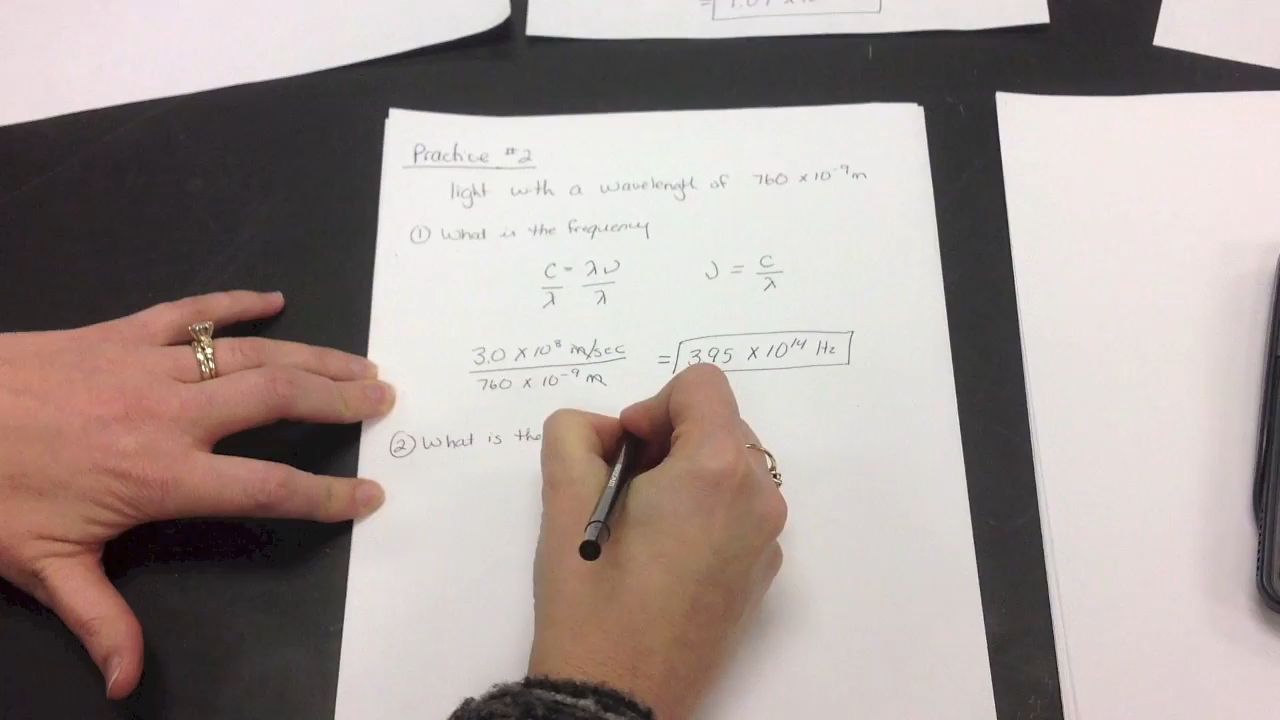 Practice #2
light with a wavelength of 760 x 10⁻⁹ m
① What is the frequency
C = λν
λ λ
ν = C
λ
3.0 x 10⁸ m/sec
760 x 10⁻⁹ m
= 3.95 x 10¹⁴ Hz
② What is the